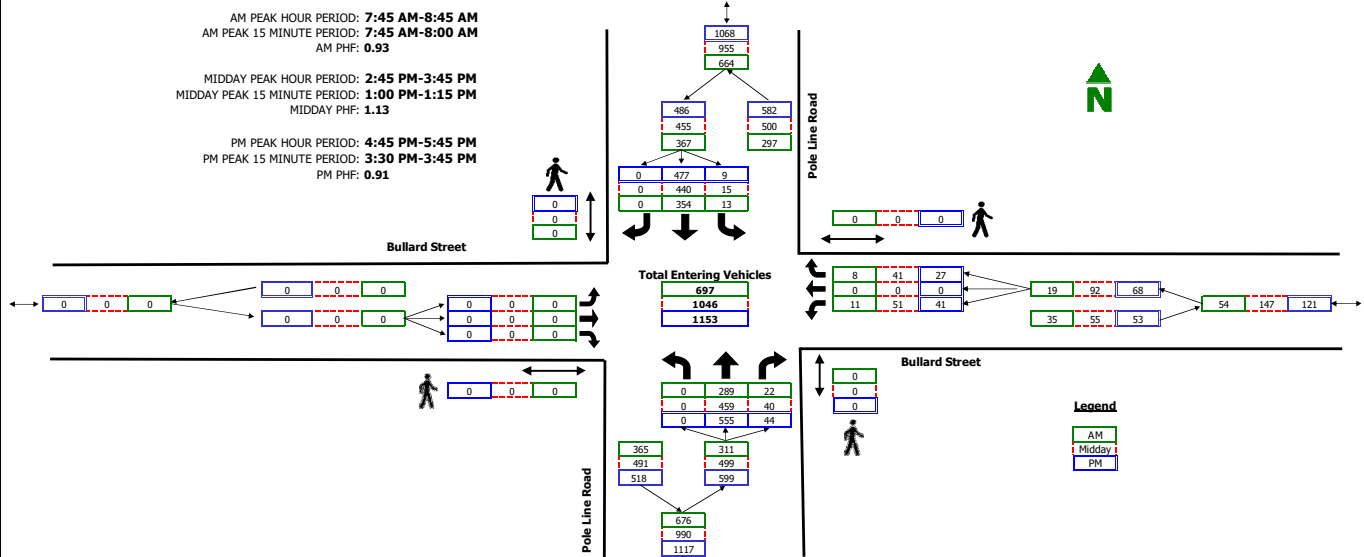 AM PEAK HOUR PERIOD: 7:45 AM-8:45 AM
AM PEAK 15 MINUTE PERIOD: 7:45 AM-8:00 AM
AM PHF: 0.93
MIDDAY PEAK HOUR PERIOD: 2:45 PM-3:45 PM
MIDDAY PEAK 15 MINUTE PERIOD: 1:00 PM-1:15 PM
MIDDAY PHF: 1.13
PM PEAK HOUR PERIOD: 4:45 PM-5:45 PM
PM PEAK 15 MINUTE PERIOD: 3:30 PM-3:45 PM
PM PHF: 0.91
1068
955
664
486
455
367
582
500
297
0 477 9
0 440 15
0 354 13
Pole Line Road
N
0
0
0
0 0 0
Bullard Street
Total Entering Vehicles
697
1046
1153
0 0 0
0 0 0
0 0 0
0 0 0
0 0 0
0 0 0
8 41 27
0 0 0
11 51 41
19 92 68
35 55 53
54 147 121
Bullard Street
0 0 0
0 289 22
0 459 40
0 555 44
0
0
0
365
491
518
311
499
599
676
990
1117
Pole Line Road
Legend
AM
Midday
PM